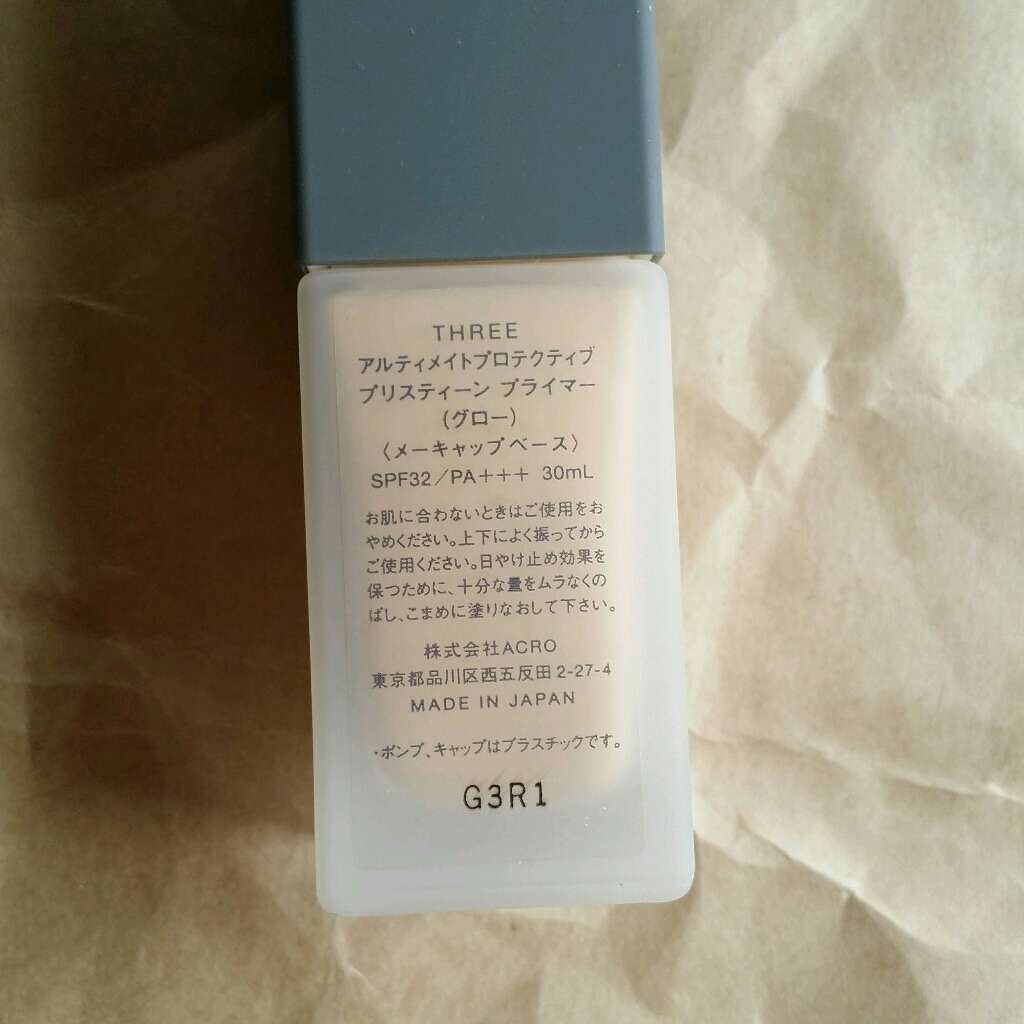 THREE
アルティメイトプロテクティブ
プリスティーン プライマー
(グロー)
〈メーキャップベース〉
SPF32/PA+++ 30mL
お肌に合わないときはご使用をお
やめください。上下によく振ってから
ご使用ください。日やけ止め効果を
保つために、十分な量をムラなくの
ばし、こまめに塗りなおして下さい。
株式会社ACRO
東京都品川区西五反田2-27-4
MADE IN JAPAN
・ポンプ、キャップはプラスチックです。
G3R1